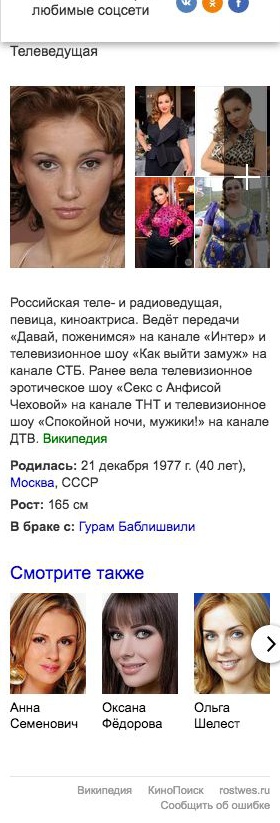 любимые соцсети
Телеведущая
Российская теле- и радиоведущая,
певица, киноактриса. Ведёт передачи
«Давай, поженимся» на канале «Интер» и
телевизионное шоу «Как выйти замуж» на
канале СТБ. Ранее вела телевизионное
эротическое шоу «Секс с Анфисой
Чеховой» на канале ТНТ и телевизионное
шоу «Спокойной ночи, мужики!» на канале
ДТВ. Википедия
Родилась: 21 декабря 1977 г. (40 лет),
Москва, СССР
Рост: 165 см
В браке с: Гурам Баблишвили
Смотрите также
Анна
Семенович
Оксана
Фёдорова
Ольга
Шелест
Википедия КиноПоиск rostwes.ru
Сообщить об ошибке